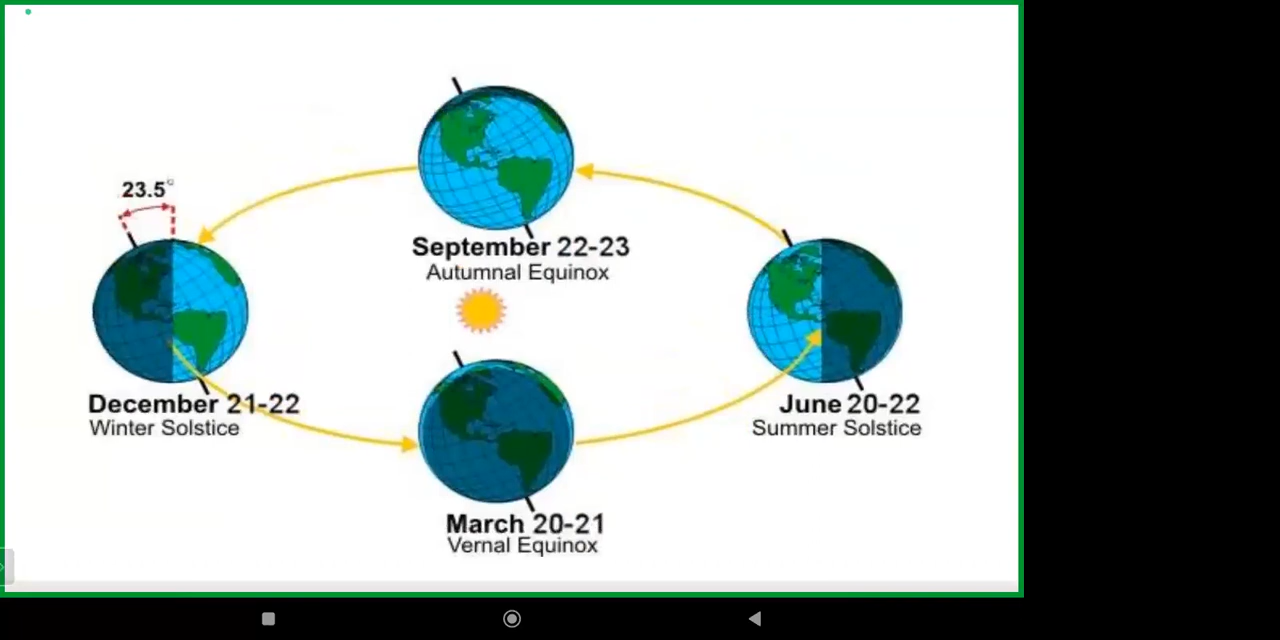 23.5°
September 22-23
Autumnal Equinox
December 21-22
Winter Solstice
June 20-22
Summer Solstice
March 20-21
Vernal Equinox